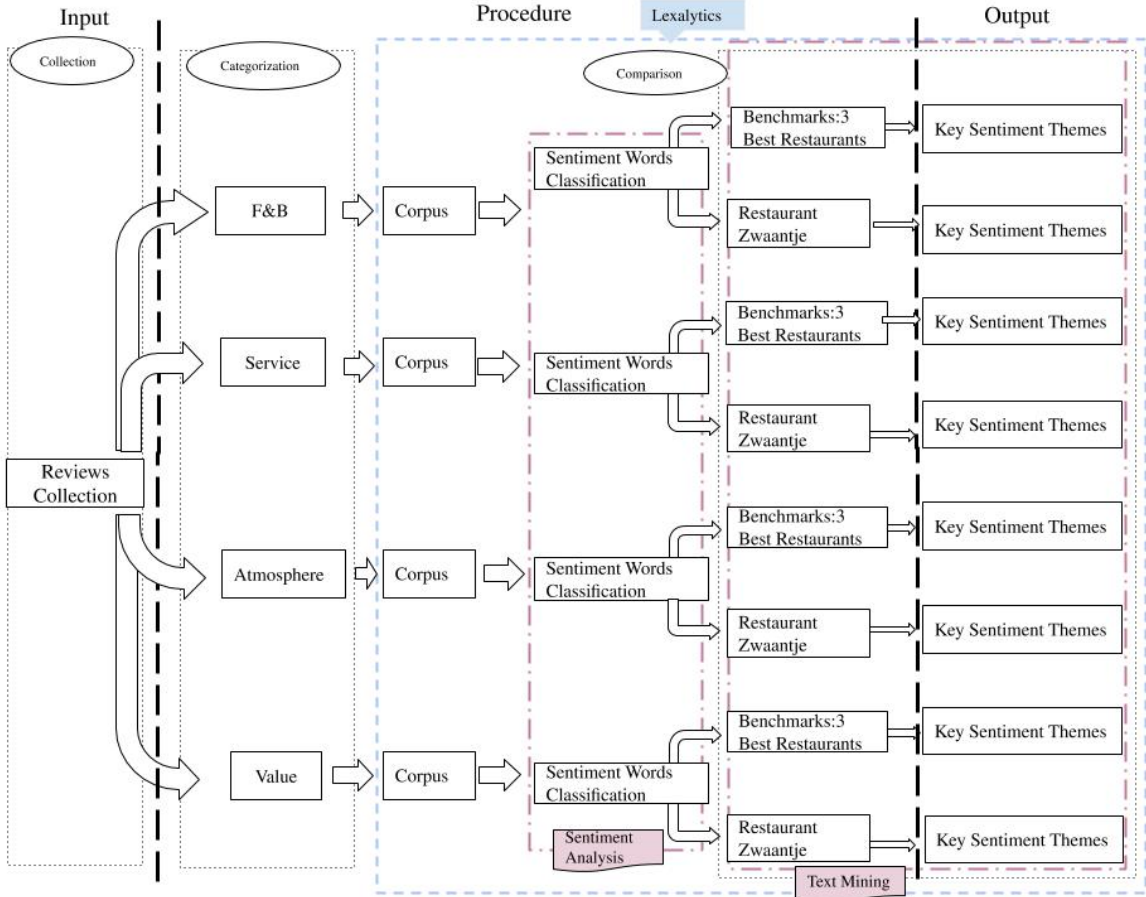 Input
Procedure
Lexalytics
Output
Collection
Categorization
Comparison
Reviews
Collection
F&B
Corpus
Sentiment Words
Classification
Benchmarks:3
Best Restaurants
Key Sentiment Themes
Restaurant
Zwaantje
Key Sentiment Themes
Service
Corpus
Sentiment Words
Classification
Benchmarks:3
Best Restaurants
Key Sentiment Themes
Restaurant
Zwaantje
Key Sentiment Themes
Atmosphere
Corpus
Sentiment Words
Classification
Benchmarks:3
Best Restaurants
Key Sentiment Themes
Restaurant
Zwaantje
Key Sentiment Themes
Value
Corpus
Sentiment Words
Classification
Benchmarks:3
Best Restaurants
Key Sentiment Themes
Restaurant
Zwaantje
Key Sentiment Themes
Sentiment
Analysis
Text Mining